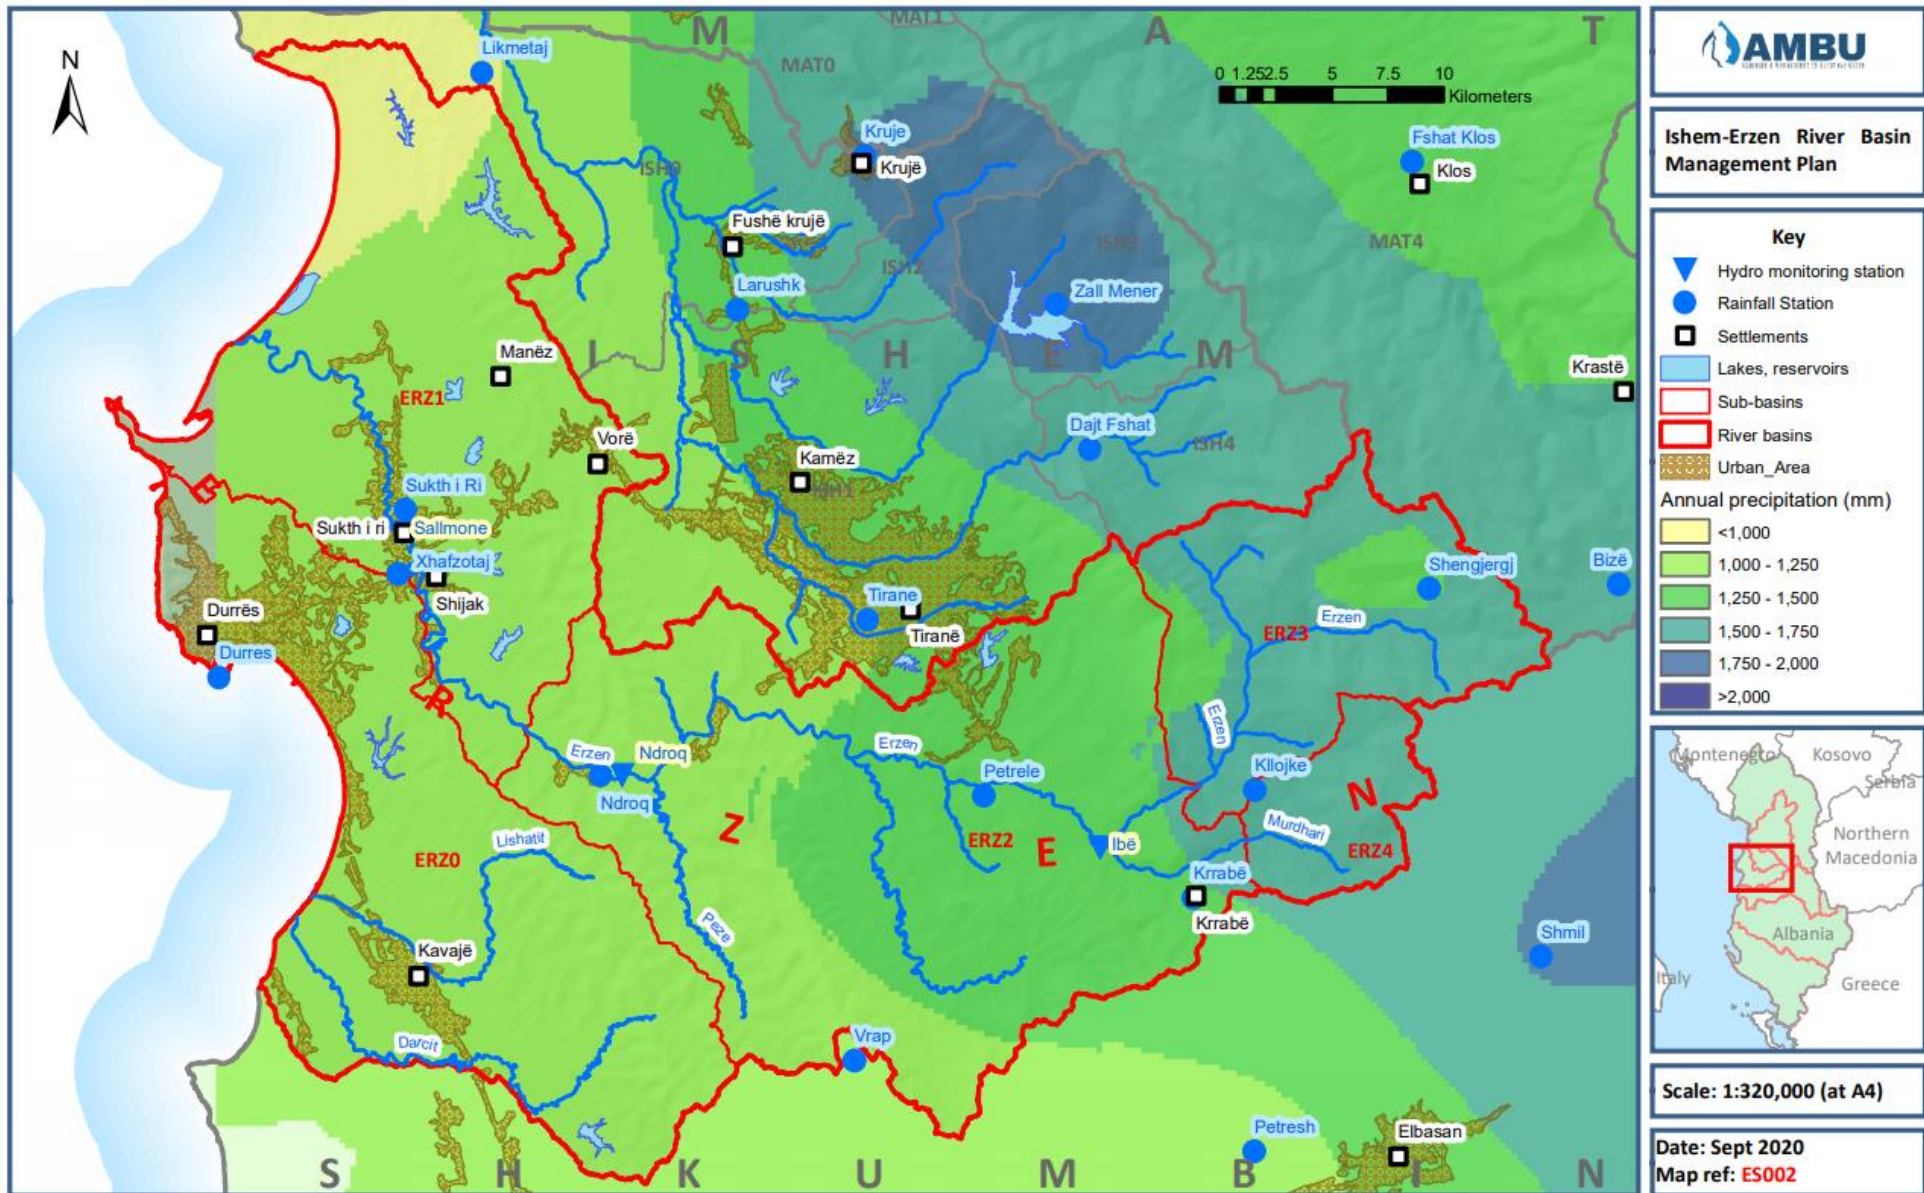 M
A
T
MAT1
Likmetaj
N
MAT0
0 1.25 2.5 5 7.5 10
Kilometers
Kruje
Krujë
Fshat Klos
Klos
ISH0
Fushë krujë
MAT4
ISH3
ISH2
Larushk
Zall Mener
Manëz
I
S
H
E
M
Krastë
ERZ1
Vorë
Kamëz
Dajt Fshat
ISH4
ISH1
E
Sukth i Ri
Sukth i ri
Sallmone
Xhafzotaj
Shijak
Shengjergj
Bizë
Durrës
Tirane
Tiranë
Erzen
ERZ3
Durres
R
Erzen
Erzen
Erzen
Ndroq
Ndroq
Petrele
Kllojke
N
Z
ERZ2
E
Ibë
Murdhari
ERZ4
ERZ0
Lishatit
Krrabë
Krrabë
Peze
Shmil
Kavajë
Darcit
Vrap
Petresh
Elbasan
S
H
K
U
M
B
I
N
AMBU
Ishem-Erzen River Basin
Management Plan
Key
Hydro monitoring station
Rainfall Station
Settlements
Lakes, reservoirs
Sub-basins
River basins
Urban_Area
Annual precipitation (mm)
<1,000
1,000 - 1,250
1,250 - 1,500
1,500 - 1,750
1,750 - 2,000
>2,000
Montenegro
Kosovo
Serbia
Northern
Macedonia
Albania
Italy
Greece
Scale: 1:320,000 (at A4)
Date: Sept 2020
Map ref: ES002